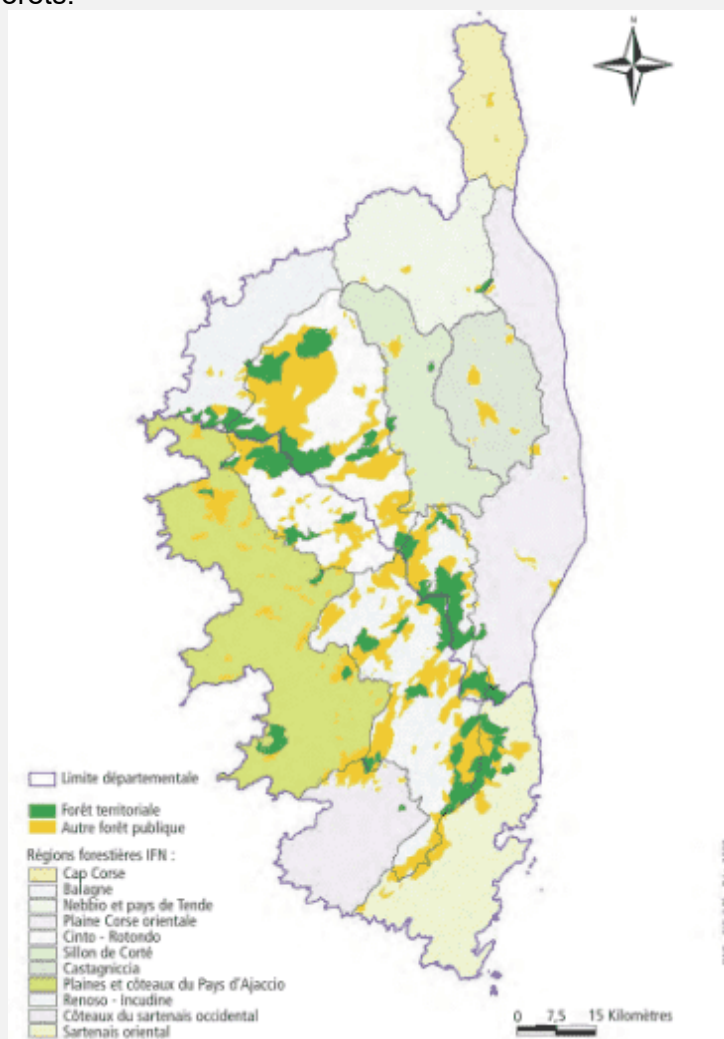 N
Limite départementale
Forêt territoriale
Autre forêt publique
Régions forestières IFN :
Cap Corse
Balagne
Nebbio et pays de Tende
Plaine Corse orientale
Cinto - Rotondo
Sillon de Corté
Castagniccia
Plaines et côteaux du Pays d'Ajaccio
Renoso - Incudine
Côteaux du sartenais occidental
Sartenais oriental
0 7,5 15 Kilomètres